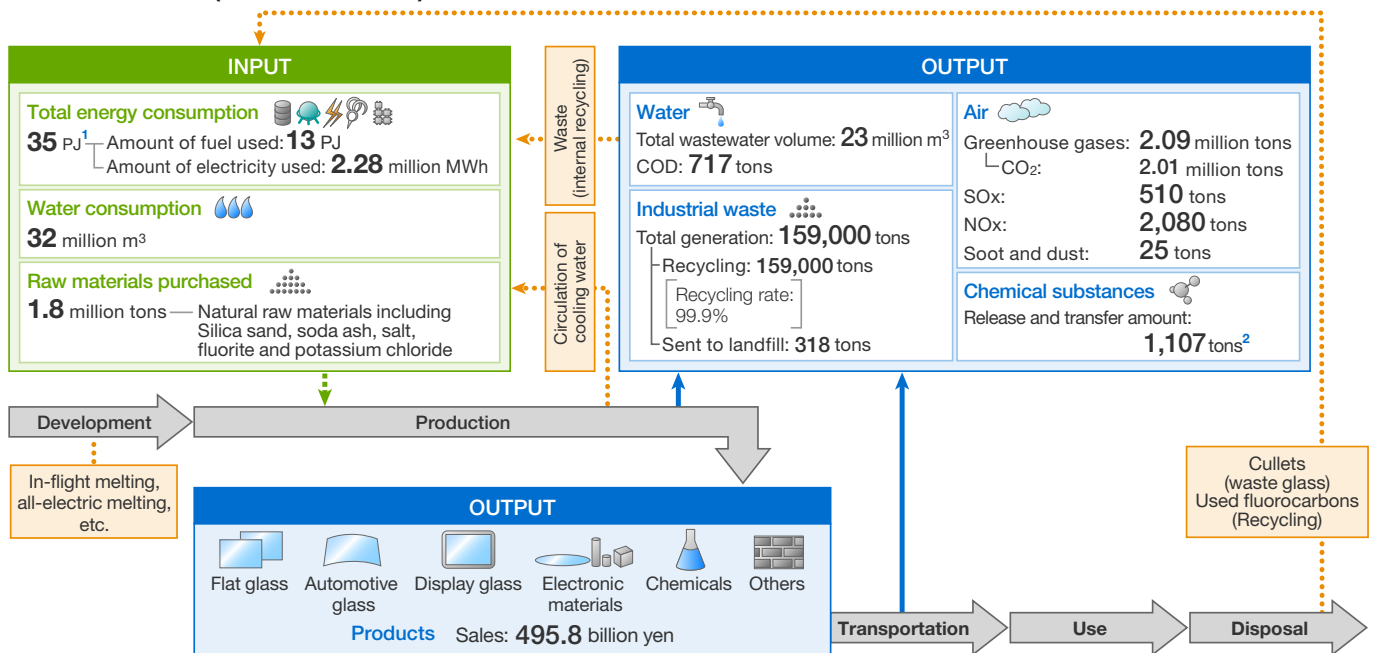 INPUT
Total energy consumption
35 PJ1 Amount of fuel used: 13 PJ
Amount of electricity used: 2.28 million MWh
Water consumption
32 million m3
Raw materials purchased
1.8 million tons Natural raw materials including
Silica sand, soda ash, salt,
fluorite and potassium chloride
Waste
(internal recycling)
Circulation of
cooling water
OUTPUT
Water
Total wastewater volume: 23 million m3
COD: 717 tons
Industrial waste
Total generation: 159,000 tons
Recycling: 159,000 tons
Recycling rate:
99.9%
Sent to landfill: 318 tons
Air
Greenhouse gases: 2.09 million tons
CO2: 2.01 million tons
SOx: 510 tons
NOx: 2,080 tons
Soot and dust: 25 tons
Chemical substances
Release and transfer amount:
1,107 tons2
Development
Production
In-flight melting,
all-electric melting,
etc.
OUTPUT
Flat glass
Automotive
glass
Display glass
Electronic
materials
Chemicals
Others
Products Sales: 495.8 billion yen
Cullets
(waste glass)
Used fluorocarbons
(Recycling)
Transportation
Use
Disposal